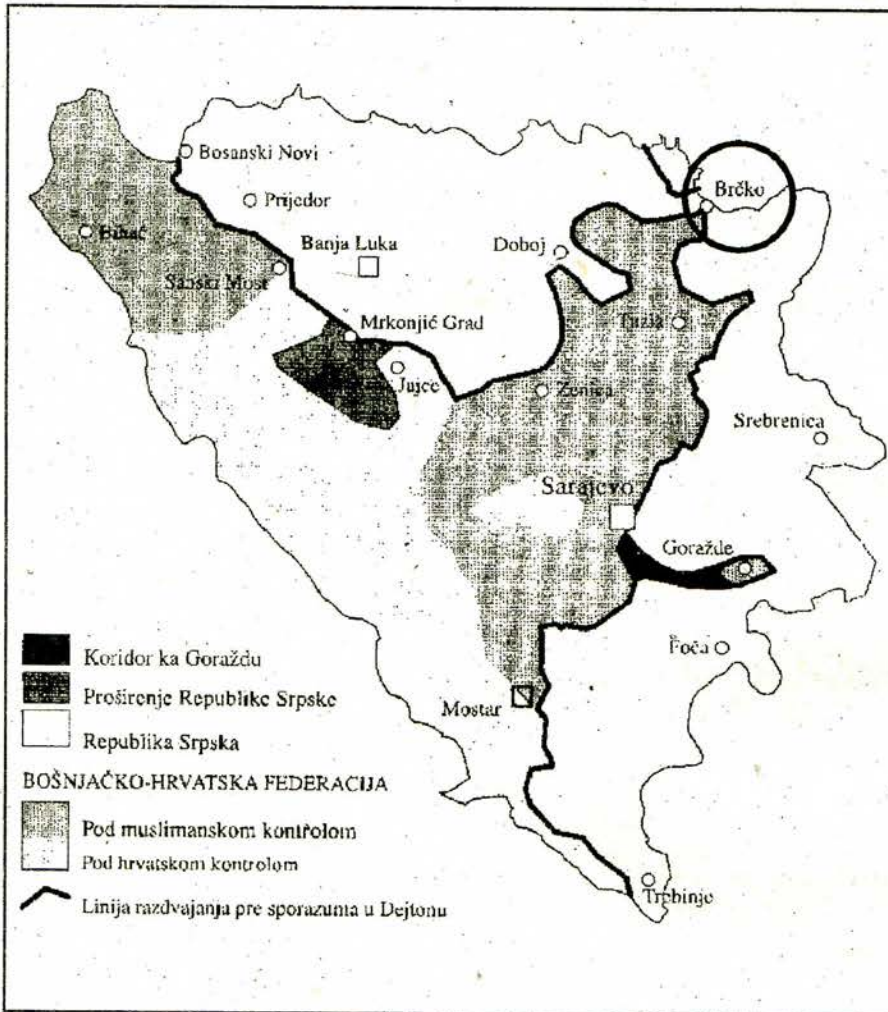 Bosanski Novi
Prijedor
Brčko
Bihać
Banja Luka
Doboj
Sanski Most
Mrkonjić Grad
Tuzla
Jajce
Zenica
Srebrenica
Sarajevo
Goražde
Foča
Mostar
Trebinje
Koridor ka Goraždu
Proširenje Republike Srpske
Republika Srpska
BOŠNJAČKO-HRVATSKA FEDERACIJA
Pod muslimanskom kontrolom
Pod hrvatskom kontrolom
Linija razdvajanja pre sporazuma u Dejtonu